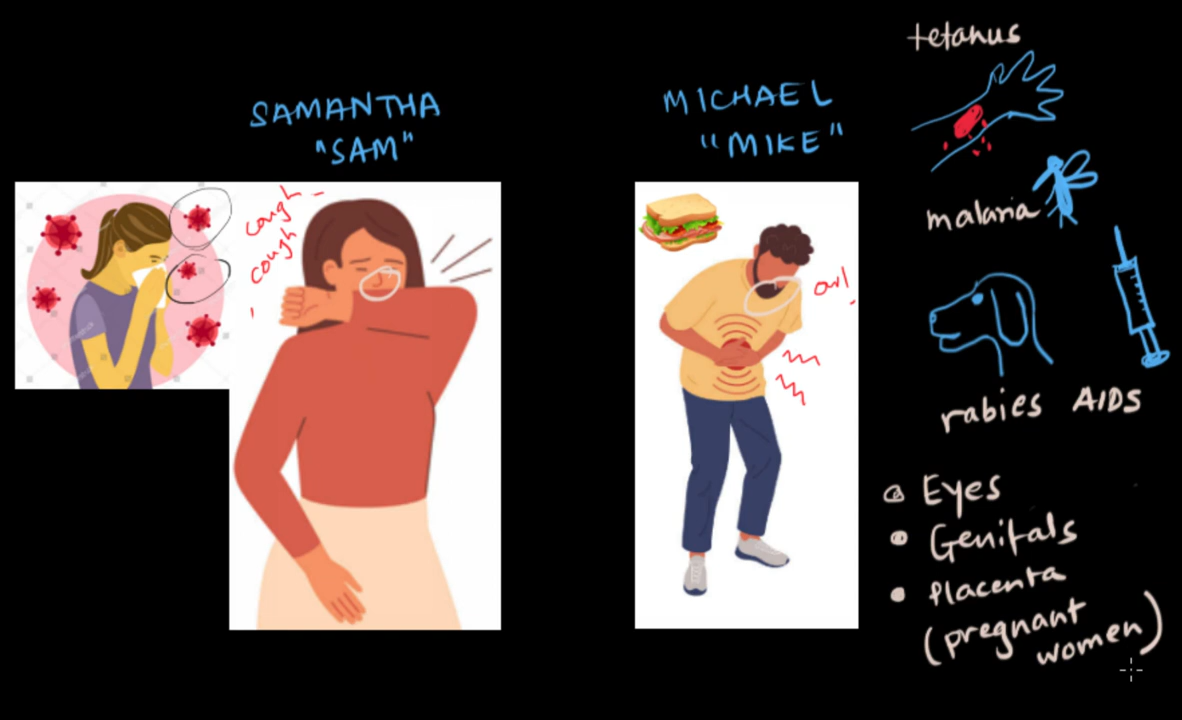 SAMANTHA
"SAM"
cough
cough
MICHAEL
"MIKE"
ow!
tetanus
malaria
rabies AIDS
Eyes
Genitals
Placenta
(pregnant
women)